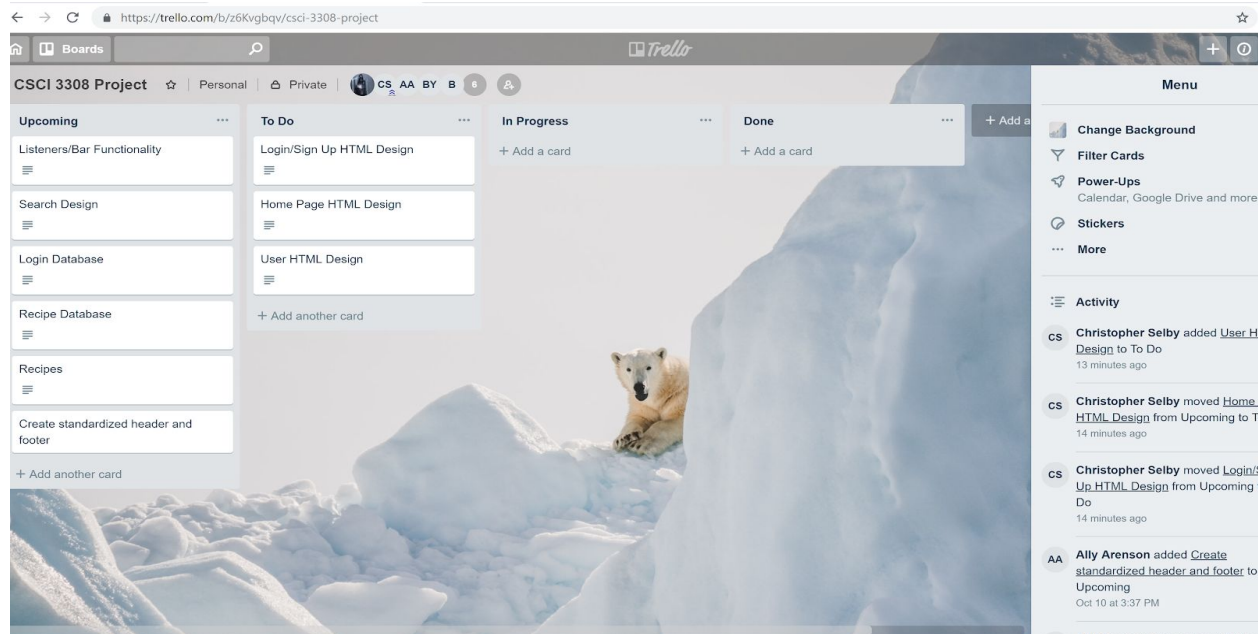 https://trello.com/b/z6Kvgbqv/csci-3308-project
Boards
Trello
CSCI 3308 Project
Personal
Private
CS AA BY B 6
Upcoming
Listeners/Bar Functionality
Search Design
Login Database
Recipe Database
Recipes
Create standardized header and
footer
+ Add another card
To Do
Login/Sign Up HTML Design
Home Page HTML Design
User HTML Design
+ Add another card
In Progress
+ Add a card
Done
+ Add a card
+ Add a
Menu
Change Background
Filter Cards
Power-Ups
Calendar, Google Drive and more
Stickers
More
Activity
CS
Christopher Selby added User H
Design to To Do
13 minutes ago
CS
Christopher Selby moved Home
HTML Design from Upcoming to T
14 minutes ago
CS
Christopher Selby moved Login/S
Up HTML Design from Upcoming
Do
14 minutes ago
AA
Ally Arenson added Create
standardized header and footer to
Upcoming
Oct 10 at 3:37 PM